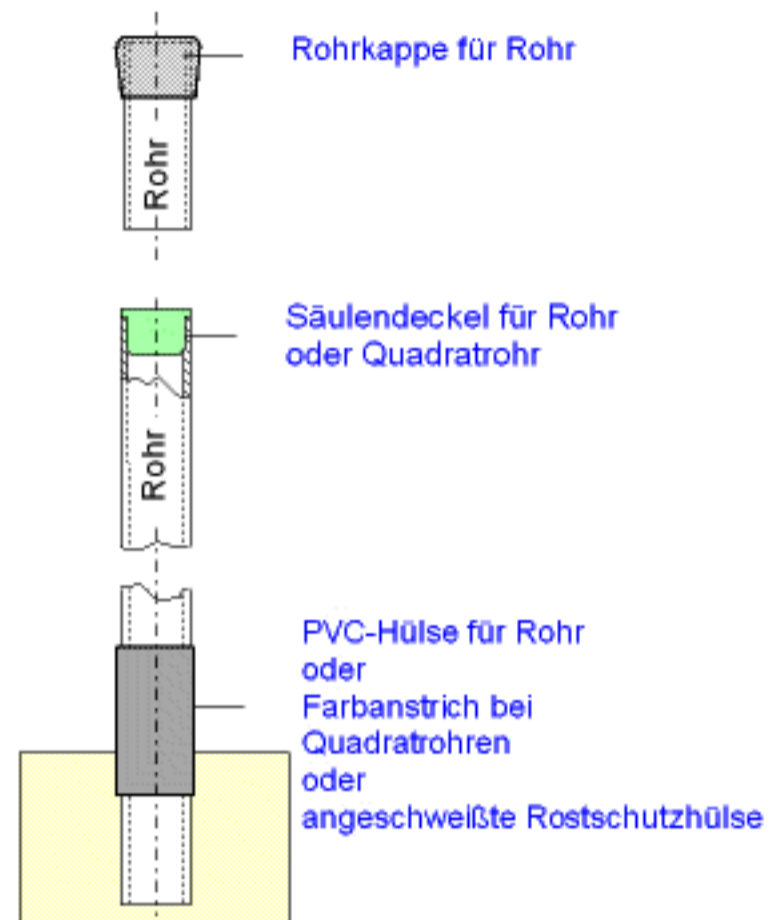 Rohrkappe für Rohr
Rohr
Säulendeckel für Rohr
oder Quadratrohr
Rohr
PVC-Hülse für Rohr
oder
Farbanstrich bei
Quadratrohren
oder
angeschweißte Rostschutzhülse